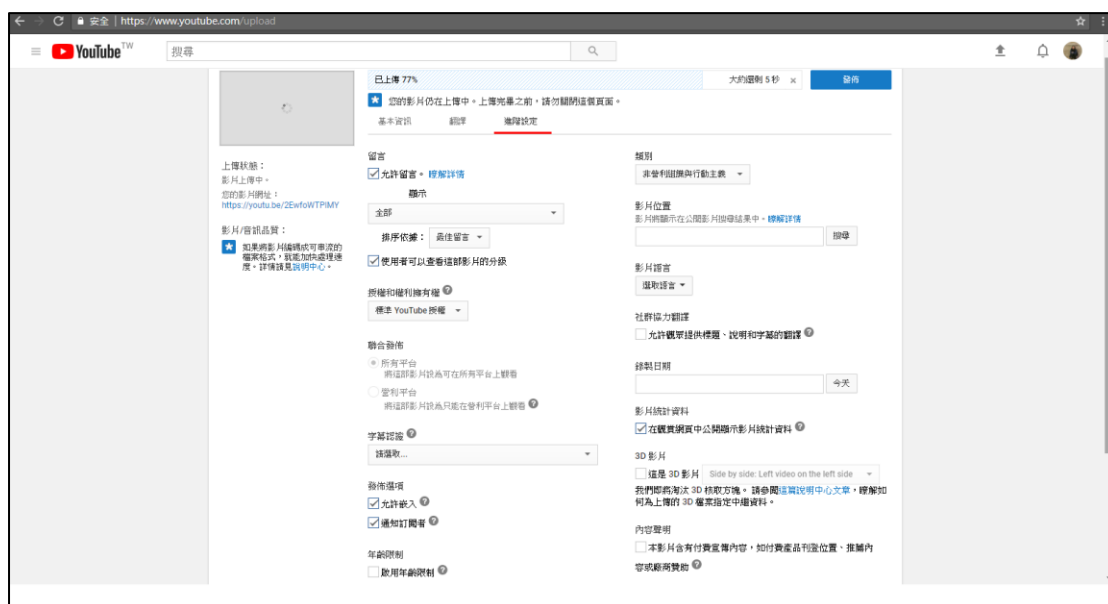 安全 | https://www.youtube.com/upload
YouTube TW
搜尋
已上傳 77%
大約還剩 5 秒 ×
發佈
您的影片仍在上傳中。上傳完畢之前,請勿關閉這個頁面。
基本資訊 翻譯 進階設定
上傳狀態:
影片上傳中。
您的影片網址:
https://youtu.be/2EwfoWTPIMY
影片/音訊品質:
如果將影片編碼成可串流的
檔案格式,就能加快處理速
度。詳情請見說明中心。
留言
允許留言。瞭解詳情
顯示
全部
排序依據: 最佳留言
使用者可以查看這部影片的分級
授權和權利擁有權
標準 YouTube 授權
聯合發佈
所有平台
將這部影片設為可在所有平台上觀看
營利平台
將這部影片設為只能在營利平台上觀看
字幕認證
請選取...
發佈選項
允許嵌入
通知訂閱者
年齡限制
啟用年齡限制
類別
非營利組織與行動主義
影片位置
影片將顯示在公開影片搜尋結果中。瞭解詳情
搜尋
影片語言
選取語言
社群協力翻譯
允許觀眾提供標題、說明和字幕的翻譯
錄製日期
今天
影片統計資料
在觀賞網頁中公開顯示影片統計資料
3D 影片
這是 3D 影片 Side by side: Left video on the left side
我們即將淘汰 3D 核取方塊。 請參閱這篇說明中心文章,瞭解如
何為上傳的 3D 檔案指定中繼資料。
內容聲明
本影片含有付費宣傳內容,如付費產品刊登位置、推薦內
容或廠商贊助